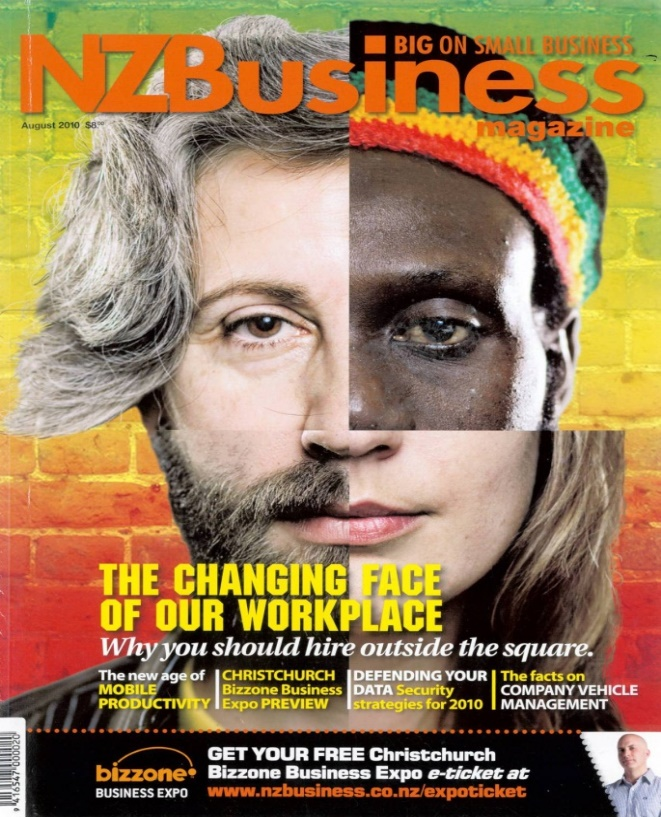 BIG ON SMALL BUSINESS
NZBusiness
magazine
August 2010 $8.50
THE CHANGING FACE
OF OUR WORKPLACE
Why you should hire outside the square.
The new age of
MOBILE
PRODUCTIVITY
CHRISTCHURCH
Bizzone Business
Expo PREVIEW
DEFENDING YOUR
DATA Security
strategies for 2010
The facts on
COMPANY VEHICLE
MANAGEMENT
bizzone
BUSINESS EXPO
GET YOUR FREE Christchurch
Bizzone Business Expo e-ticket at
www.nzbusiness.co.nz/expoticket
9 416547 000020